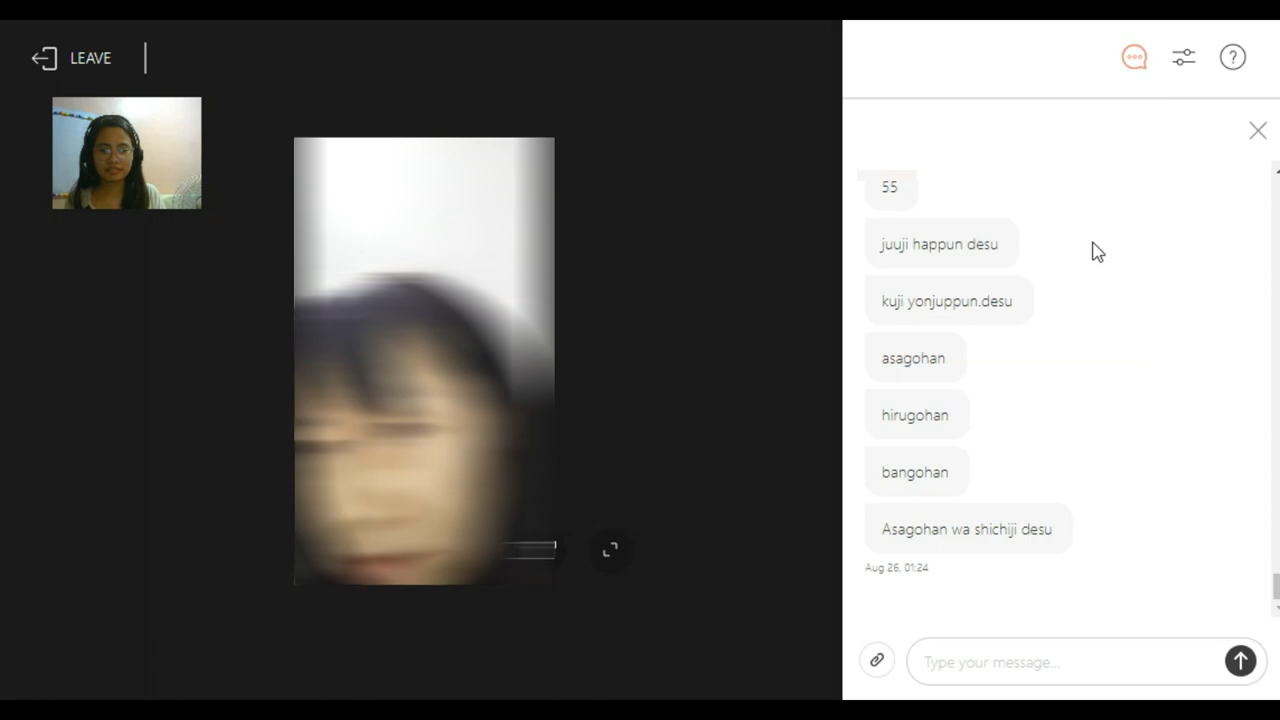 LEAVE
55
juuji happun desu
kuji yonjuppun.desu
asagohan
hirugohan
bangohan
Asagohan wa shichiji desu
Aug 26, 01:24
Type your message...